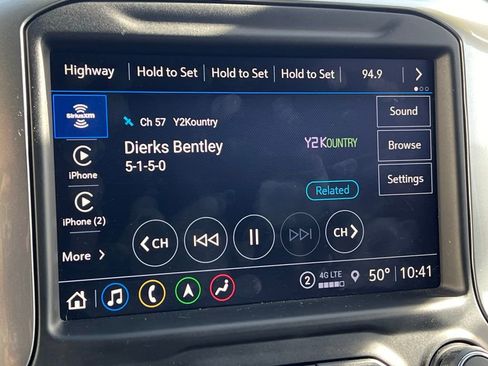 Highway Hold to Set Hold to Set Hold to Set 94.9
SiriusXM
Ch 57 Y2Kountry
Sound
Dierks Bentley
Y2KOUNTRY
Browse
5-1-5-0
iPhone
Settings
Related
iPhone (2)
More
CH
CH
2 4G LTE 50° 10:41